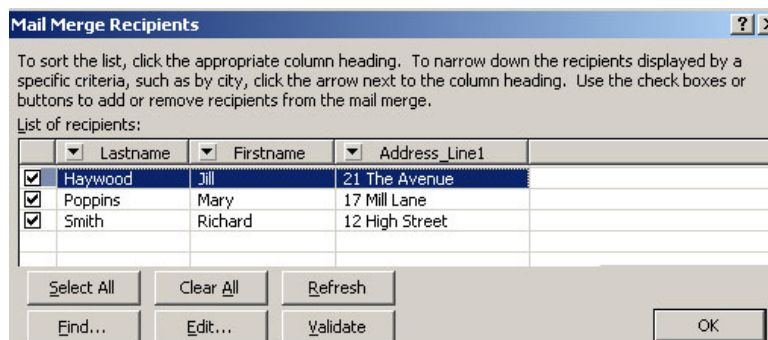 Mail Merge Recipients
To sort the list, click the appropriate column heading. To narrow down the recipients displayed by a
specific criteria, such as by city, click the arrow next to the column heading. Use the check boxes or
buttons to add or remove recipients from the mail merge.
List of recipients:
Lastname Firstname Address_Line1
Haywood Jill 21 The Avenue
Poppins Mary 17 Mill Lane
Smith Richard 12 High Street
Select All Clear All Refresh
Find... Edit... Validate OK